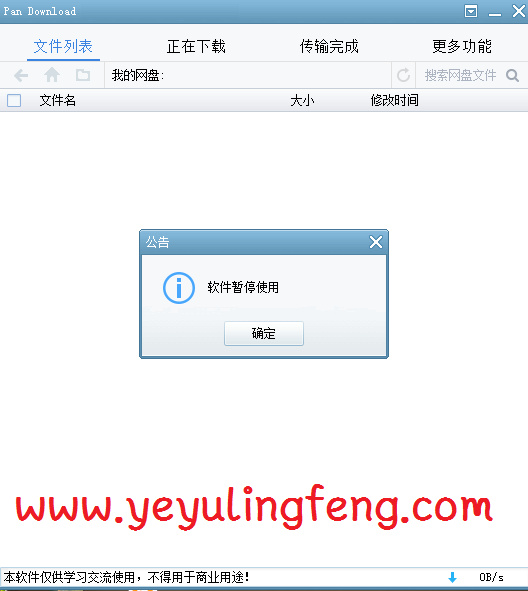 Pan Download
文件列表 正在下载 传输完成 更多功能
我的网盘: 搜索网盘文件
文件名 大小 修改时间
公告
软件暂停使用
确定
www.yeyulingfeng.com
本软件仅供学习交流使用，不得用于商业用途! 0B/s